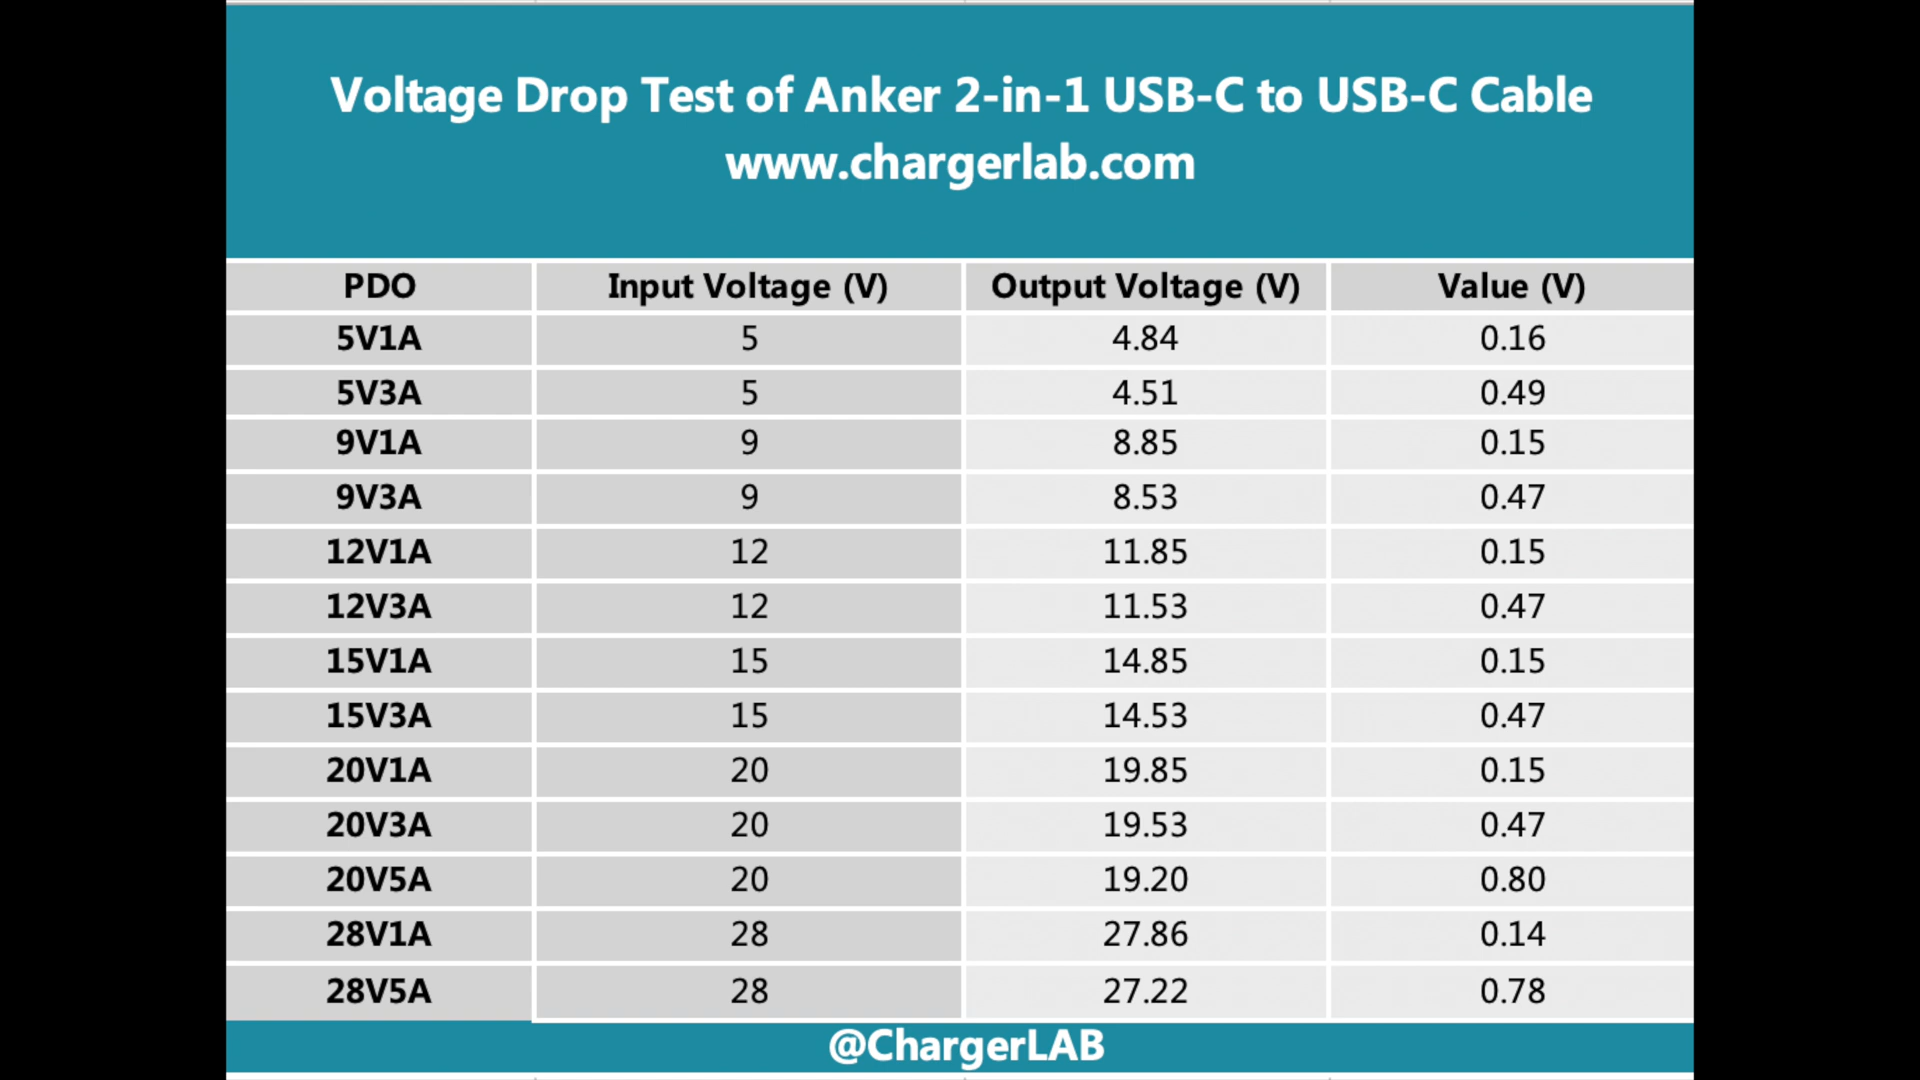 Voltage Drop Test of Anker 2-in-1 USB-C to USB-C Cable
www.chargerlab.com
PDO Input Voltage (V) Output Voltage (V) Value (V)
5V1A 5 4.84 0.16
5V3A 5 4.51 0.49
9V1A 9 8.85 0.15
9V3A 9 8.53 0.47
12V1A 12 11.85 0.15
12V3A 12 11.53 0.47
15V1A 15 14.85 0.15
15V3A 15 14.53 0.47
20V1A 20 19.85 0.15
20V3A 20 19.53 0.47
20V5A 20 19.20 0.80
28V1A 28 27.86 0.14
28V5A 28 27.22 0.78
@ChargerLAB